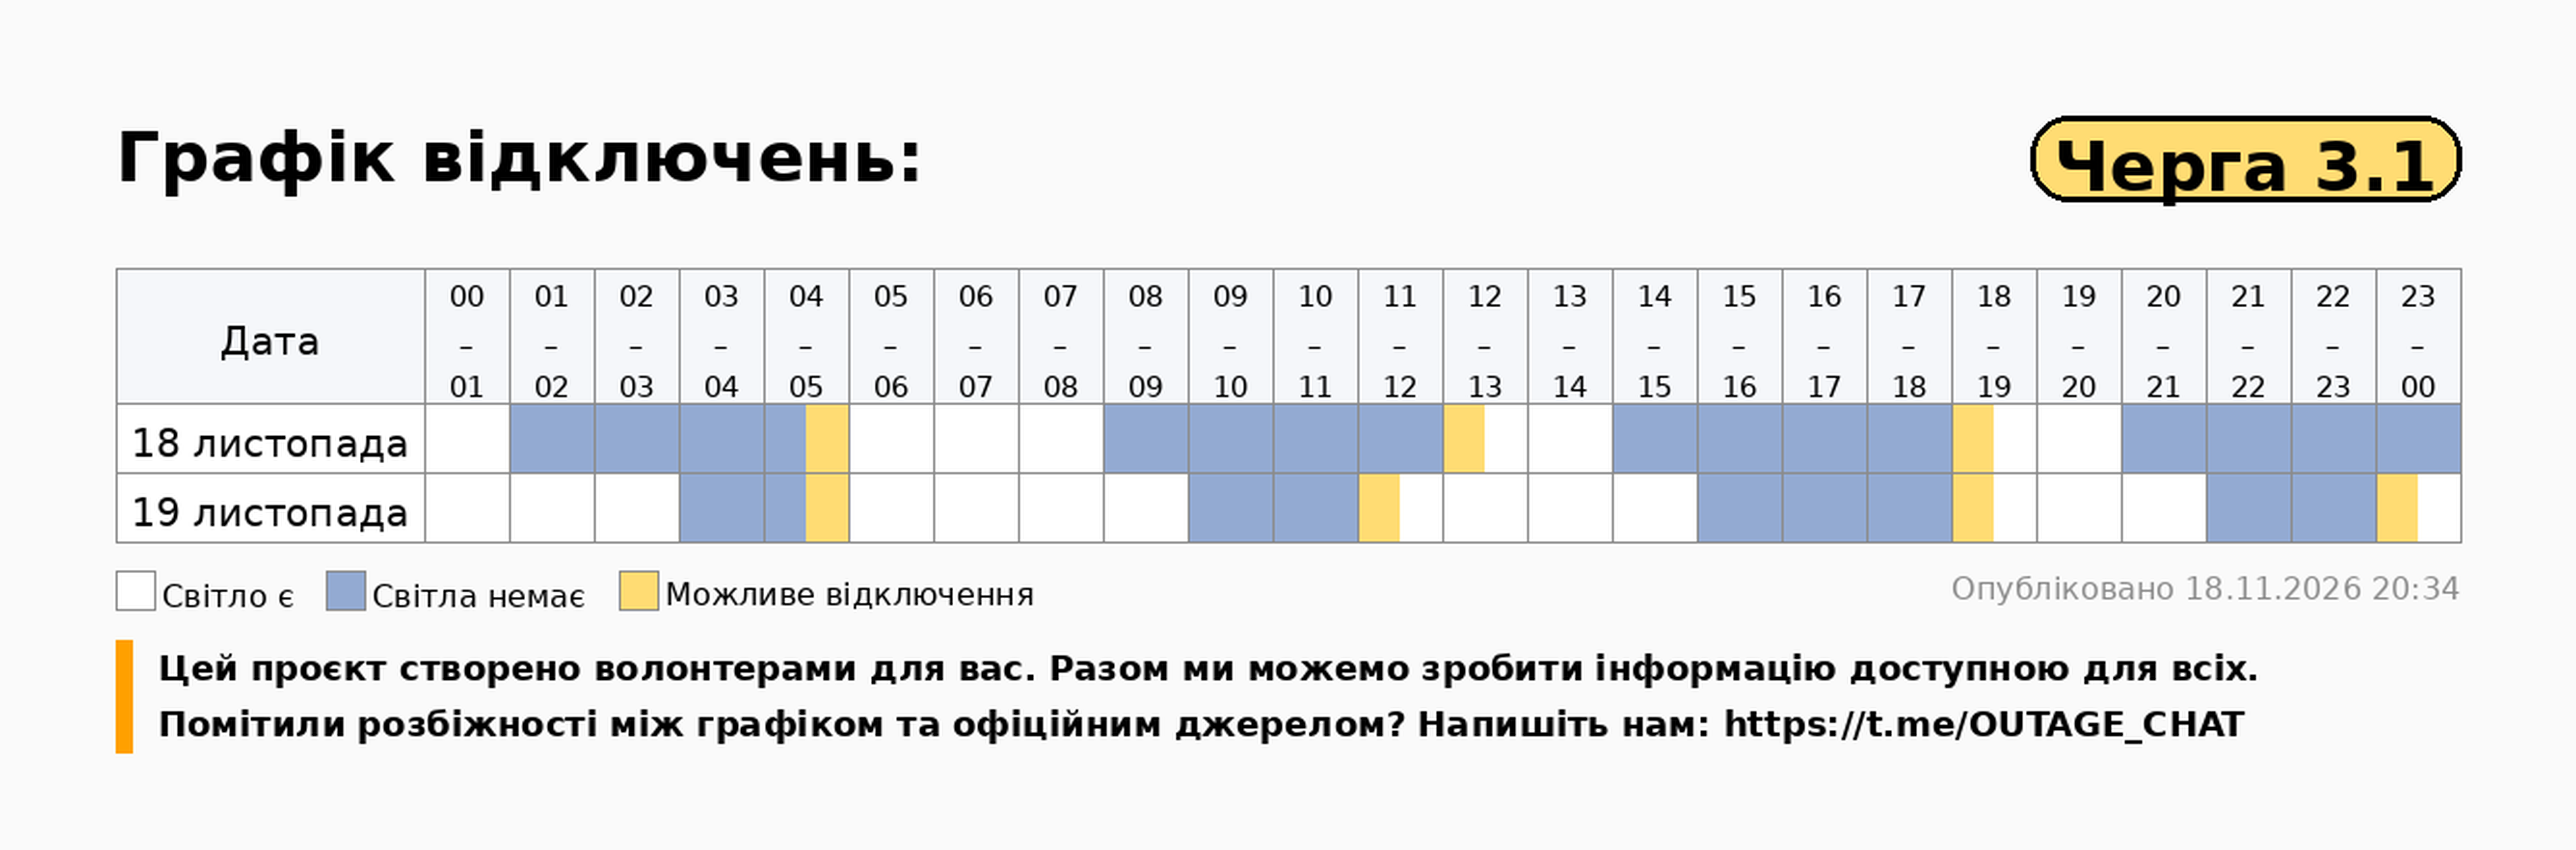 Графік відключень:
Черга 3.1
Дата
00 – 01
01 – 02
02 – 03
03 – 04
04 – 05
05 – 06
06 – 07
07 – 08
08 – 09
09 – 10
10 – 11
11 – 12
12 – 13
13 – 14
14 – 15
15 – 16
16 – 17
17 – 18
18 – 19
19 – 20
20 – 21
21 – 22
22 – 23
23 – 00
18 листопада
19 листопада
Світло є
Світла немає
Можливе відключення
Опубліковано 18.11.2026 20:34
Цей проєкт створено волонтерами для вас. Разом ми можемо зробити інформацію доступною для всіх.
Помітили розбіжності між графіком та офіційним джерелом? Напишіть нам: https://t.me/OUTAGE_CHAT